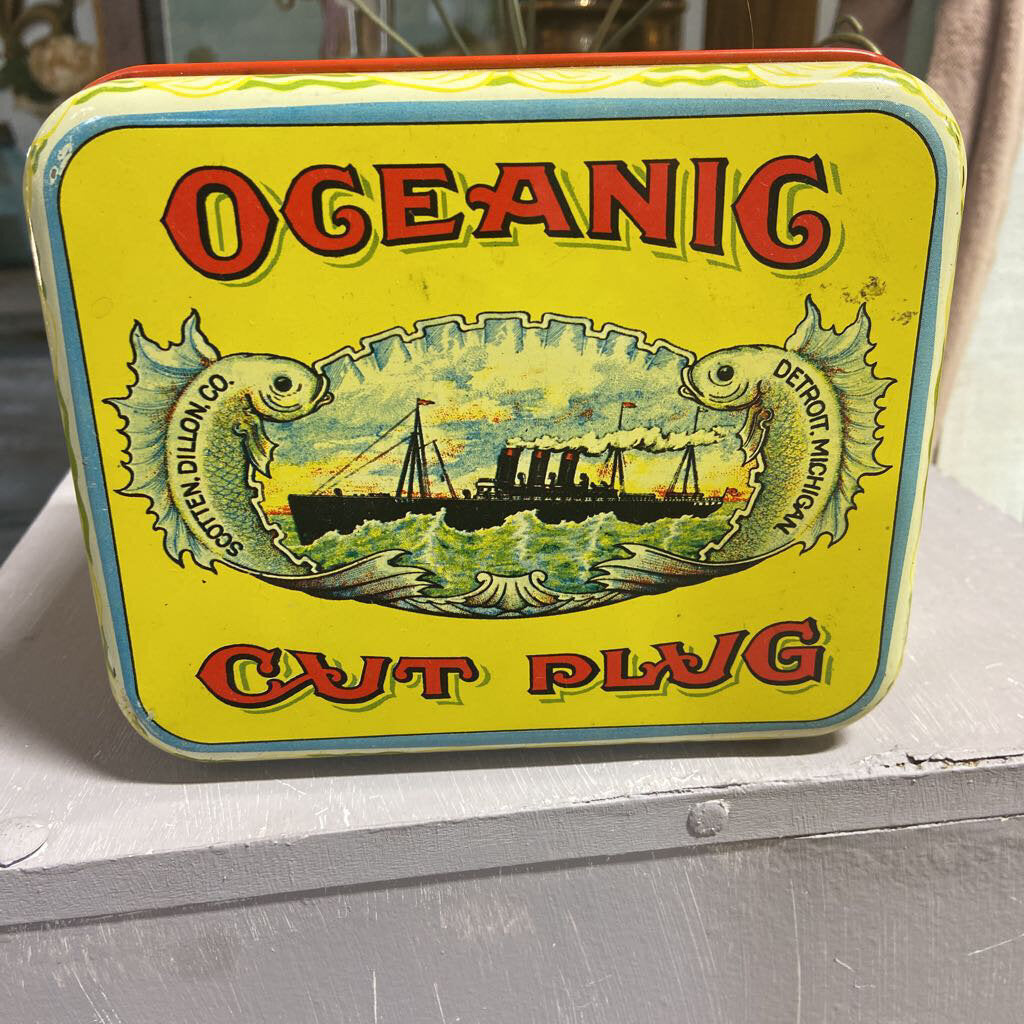 OCEANIC
SCOTTEN, DILLON, CO.
DETROIT, MICHIGAN
CUT PLUG